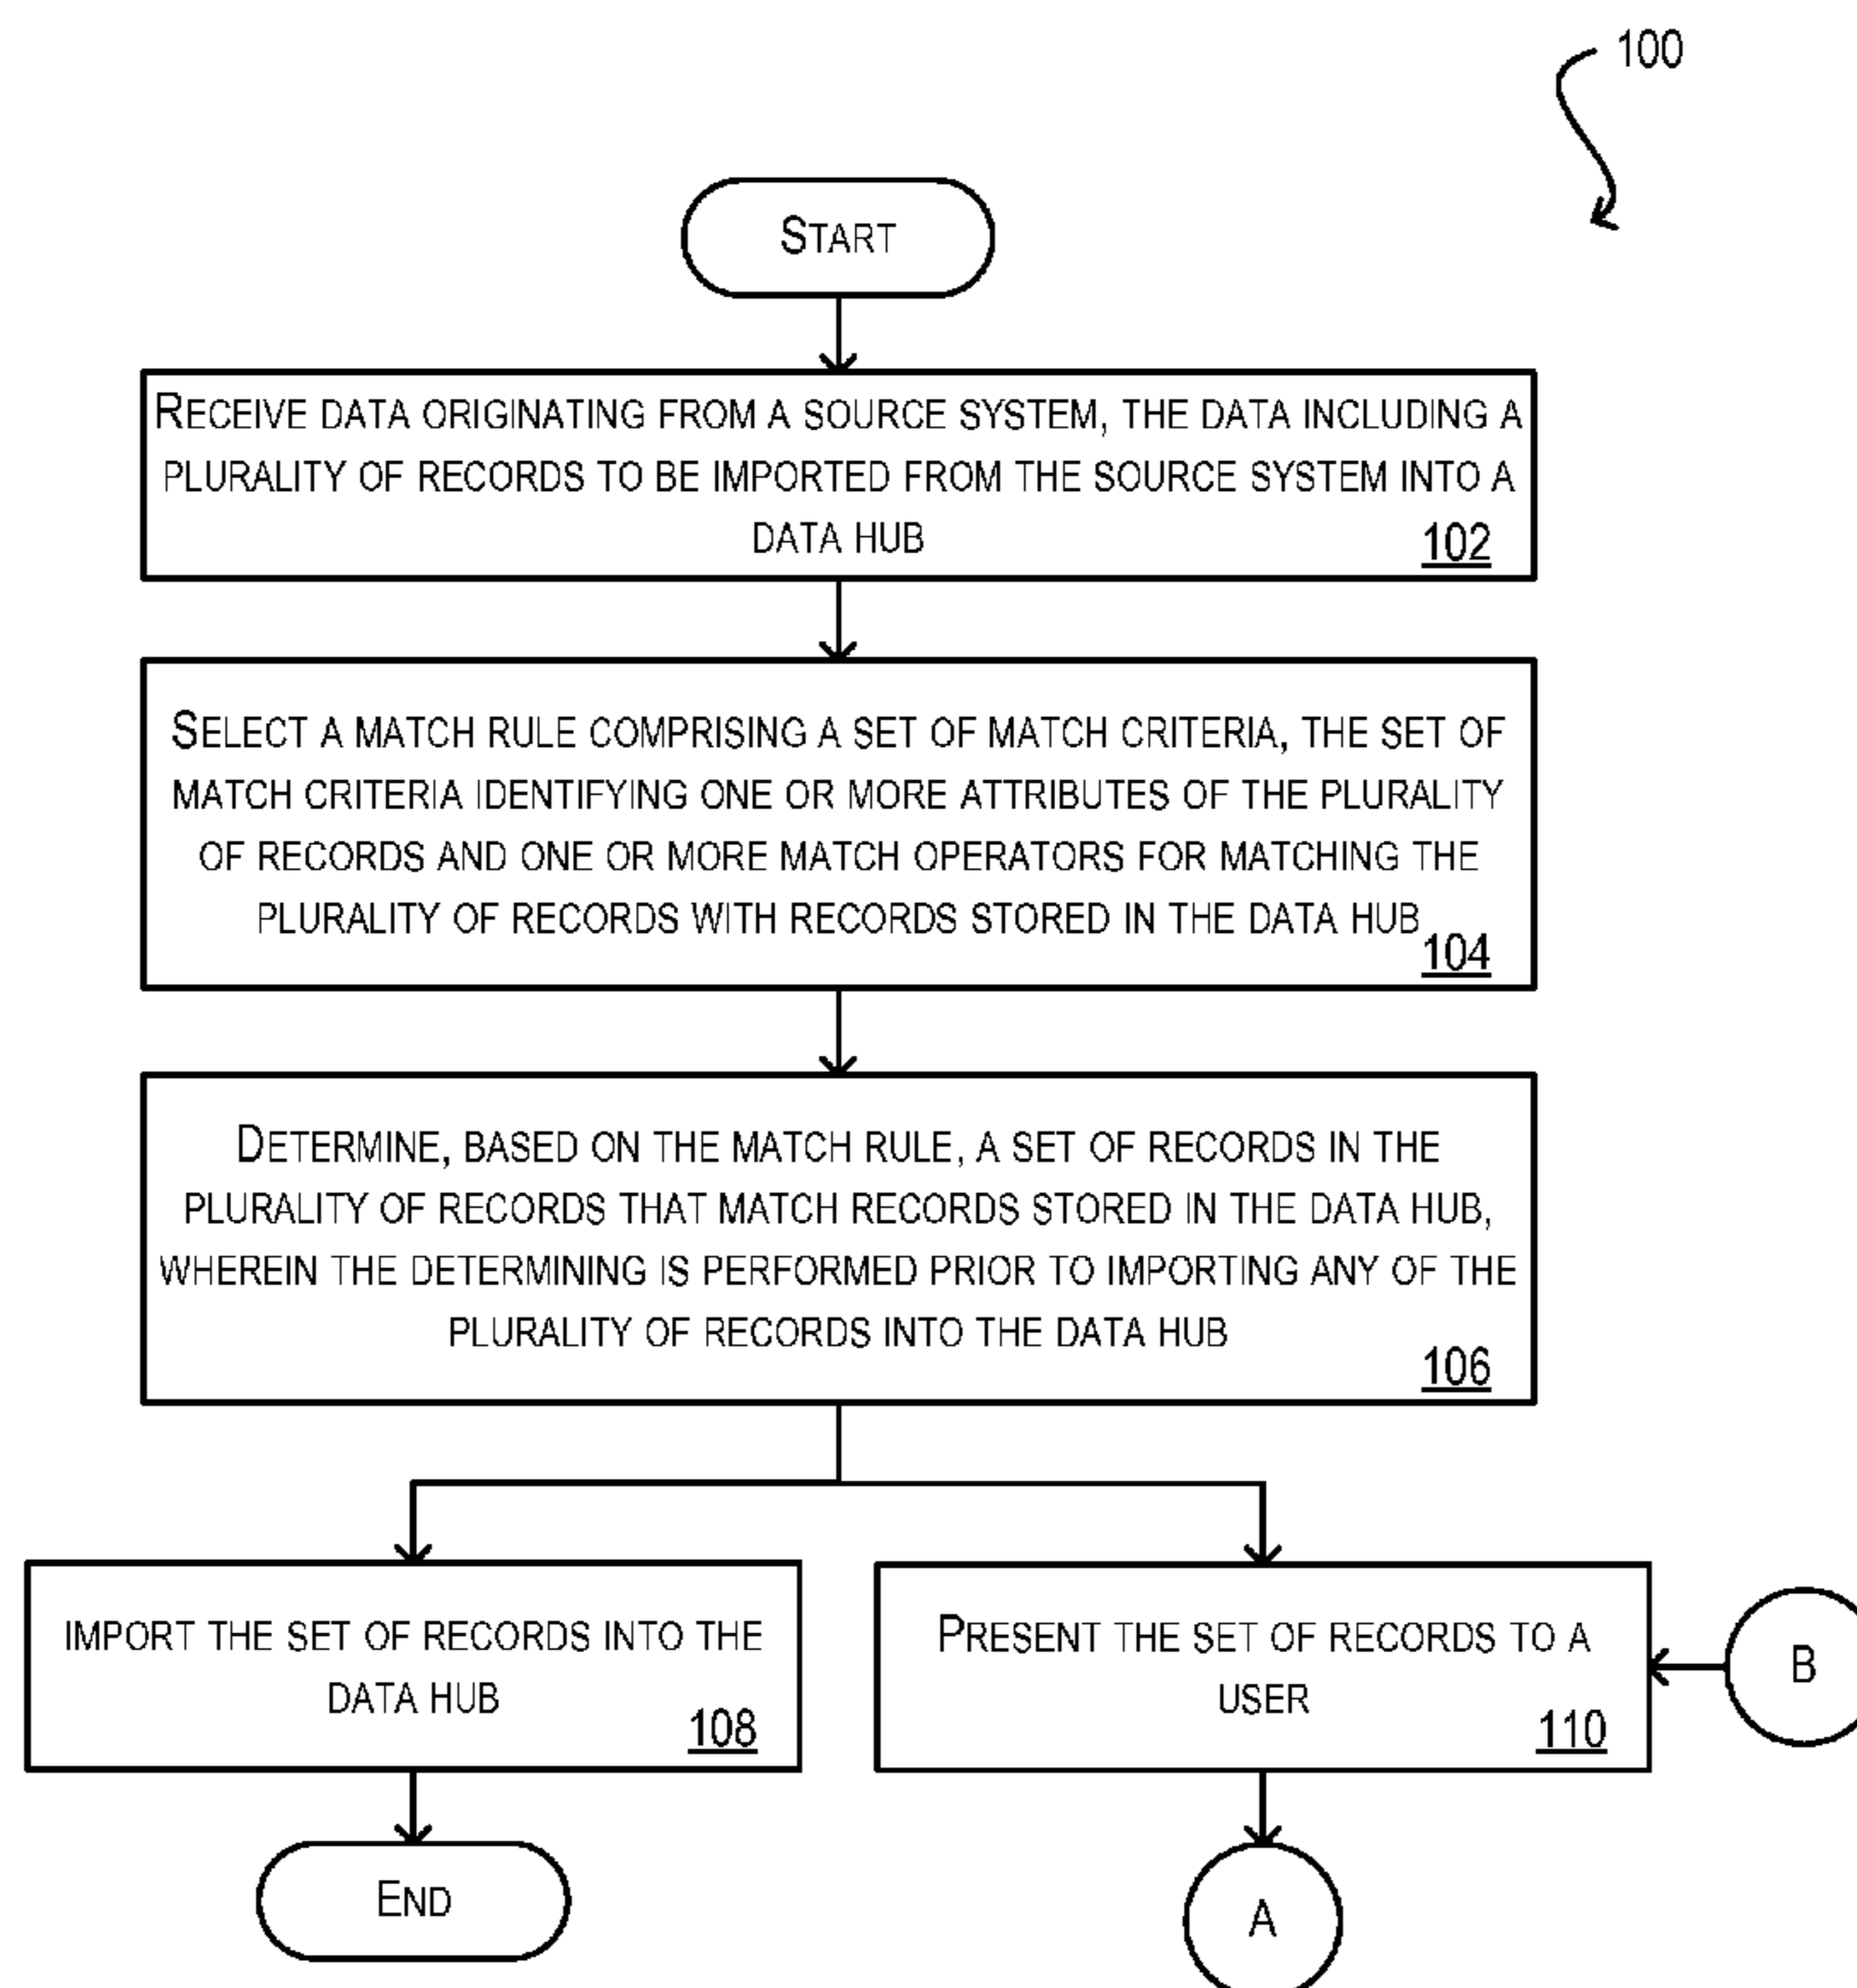 100
START
RECEIVE DATA ORIGINATING FROM A SOURCE SYSTEM, THE DATA INCLUDING A
PLURALITY OF RECORDS TO BE IMPORTED FROM THE SOURCE SYSTEM INTO A
DATA HUB
102
SELECT A MATCH RULE COMPRISING A SET OF MATCH CRITERIA, THE SET OF
MATCH CRITERIA IDENTIFYING ONE OR MORE ATTRIBUTES OF THE PLURALITY
OF RECORDS AND ONE OR MORE MATCH OPERATORS FOR MATCHING THE
PLURALITY OF RECORDS WITH RECORDS STORED IN THE DATA HUB
104
DETERMINE, BASED ON THE MATCH RULE, A SET OF RECORDS IN THE
PLURALITY OF RECORDS THAT MATCH RECORDS STORED IN THE DATA HUB,
WHEREIN THE DETERMINING IS PERFORMED PRIOR TO IMPORTING ANY OF THE
PLURALITY OF RECORDS INTO THE DATA HUB
106
IMPORT THE SET OF RECORDS INTO THE
DATA HUB
108
PRESENT THE SET OF RECORDS TO A
USER
110
B
END
A